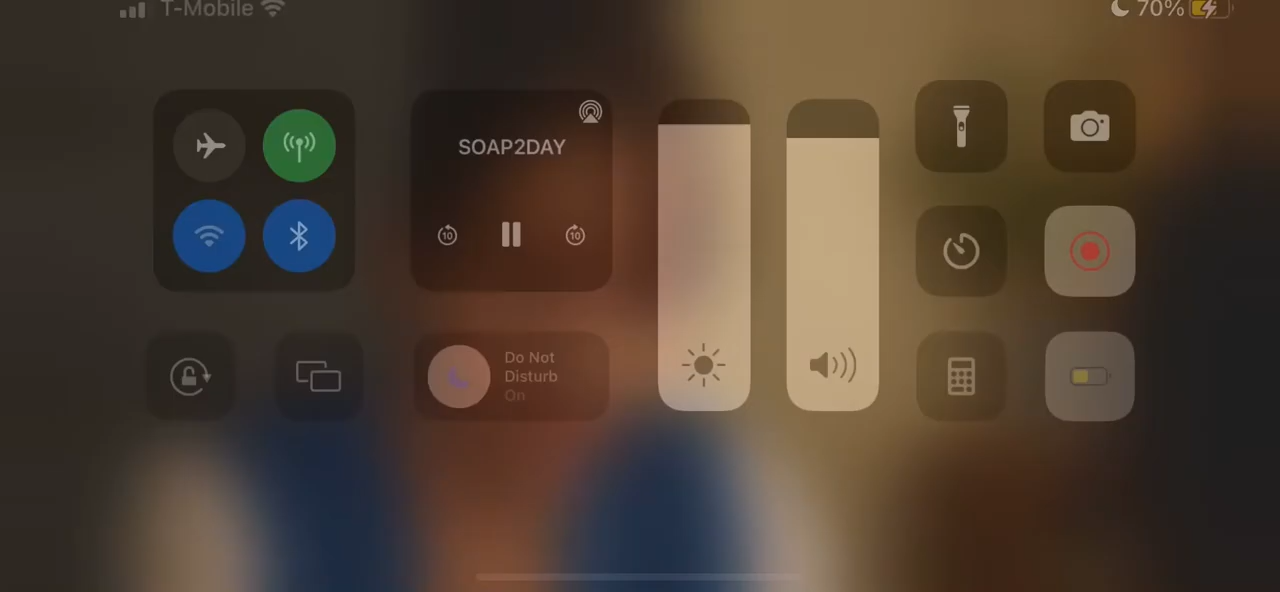 T-Mobile
70%
SOAP2DAY
10
10
Do Not
Disturb
On